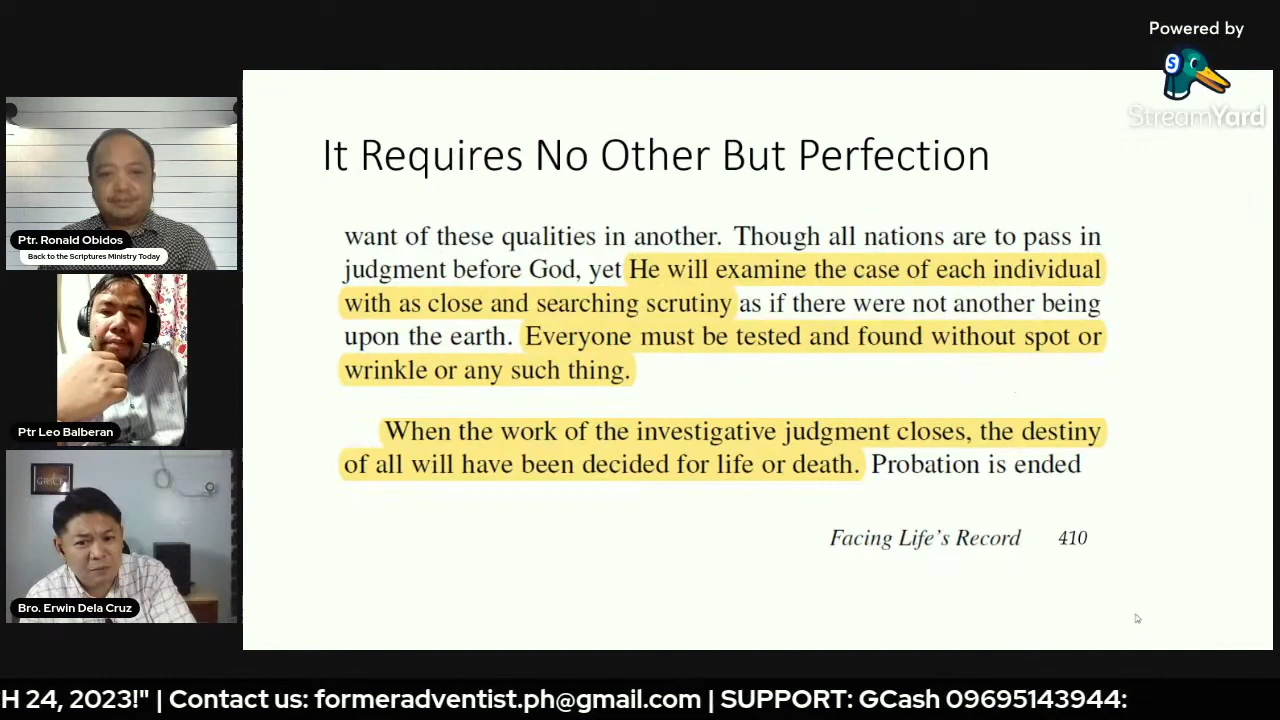 Powered by
S
StreamYard
It Requires No Other But Perfection
want of these qualities in another. Though all nations are to pass in
judgment before God, yet He will examine the case of each individual
with as close and searching scrutiny as if there were not another being
upon the earth. Everyone must be tested and found without spot or
wrinkle or any such thing.
When the work of the investigative judgment closes, the destiny
of all will have been decided for life or death. Probation is ended
Facing Life's Record 410
Ptr. Ronald Obidos
Back to the Scriptures Ministry Today
Ptr Leo Balberan
GRACE
Bro. Erwin Dela Cruz
H 24, 2023!" | Contact us: formeradventist.ph@gmail.com | SUPPORT: GCash 09695143944: